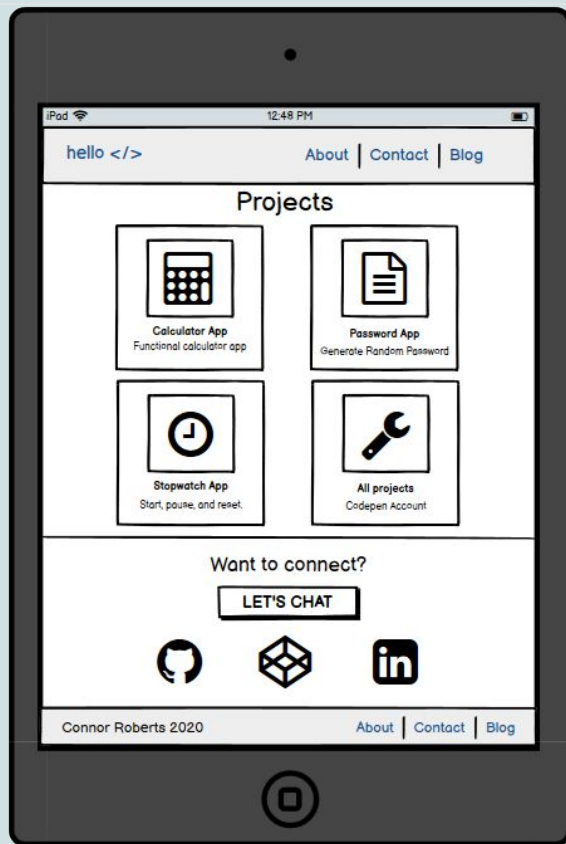 iPad 12:48 PM
hello </> About | Contact | Blog
Projects
Calculator App
Functional calculator app
Password App
Generate Random Password
Stopwatch App
Start, pause, and reset.
All projects
Codepen Account
Want to connect?
LET'S CHAT
in
Connor Roberts 2020 About | Contact | Blog